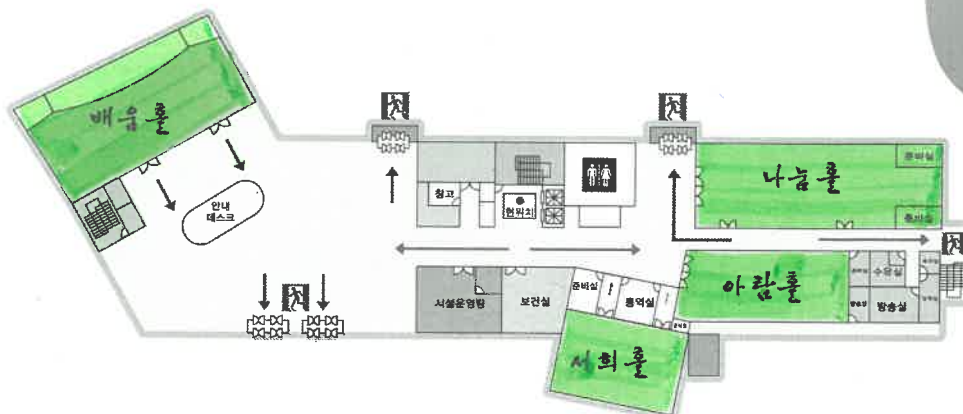 배움홀
안내
데스크
창고
현위치
나눔홀
준비실
준비실
시설운영팀
보건실
준비실
통역실
아람홀
수유실
방송실
서희홀